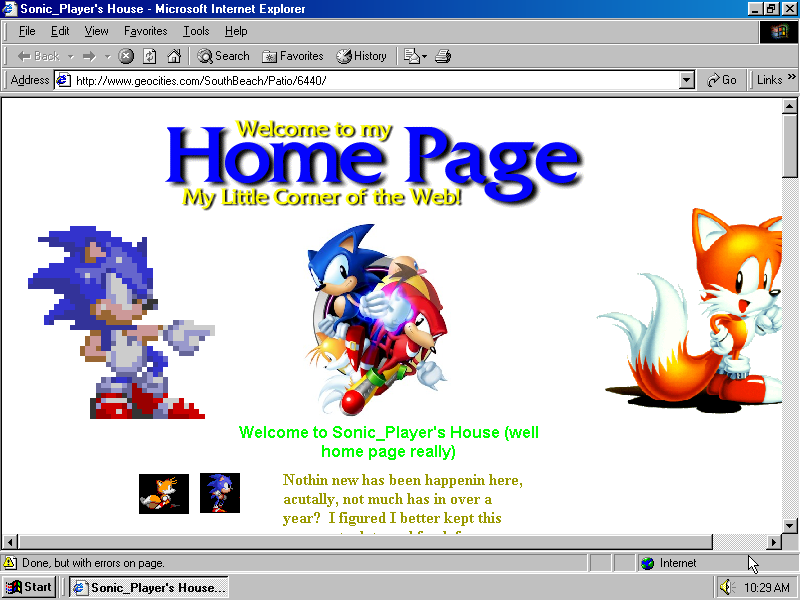 Sonic_Player's House - Microsoft Internet Explorer
File Edit View Favorites Tools Help
Back Search Favorites History
Address http://www.geocities.com/SouthBeach/Patio/6440/ Go Links »
Welcome to my
Home Page
My Little Corner of the Web!
Welcome to Sonic_Player's House (well
home page really)
Nothin new has been happenin here,
acutally, not much has in over a
year? I figured I better kept this
Done, but with errors on page. Internet
Start Sonic_Player's House... 10:29 AM